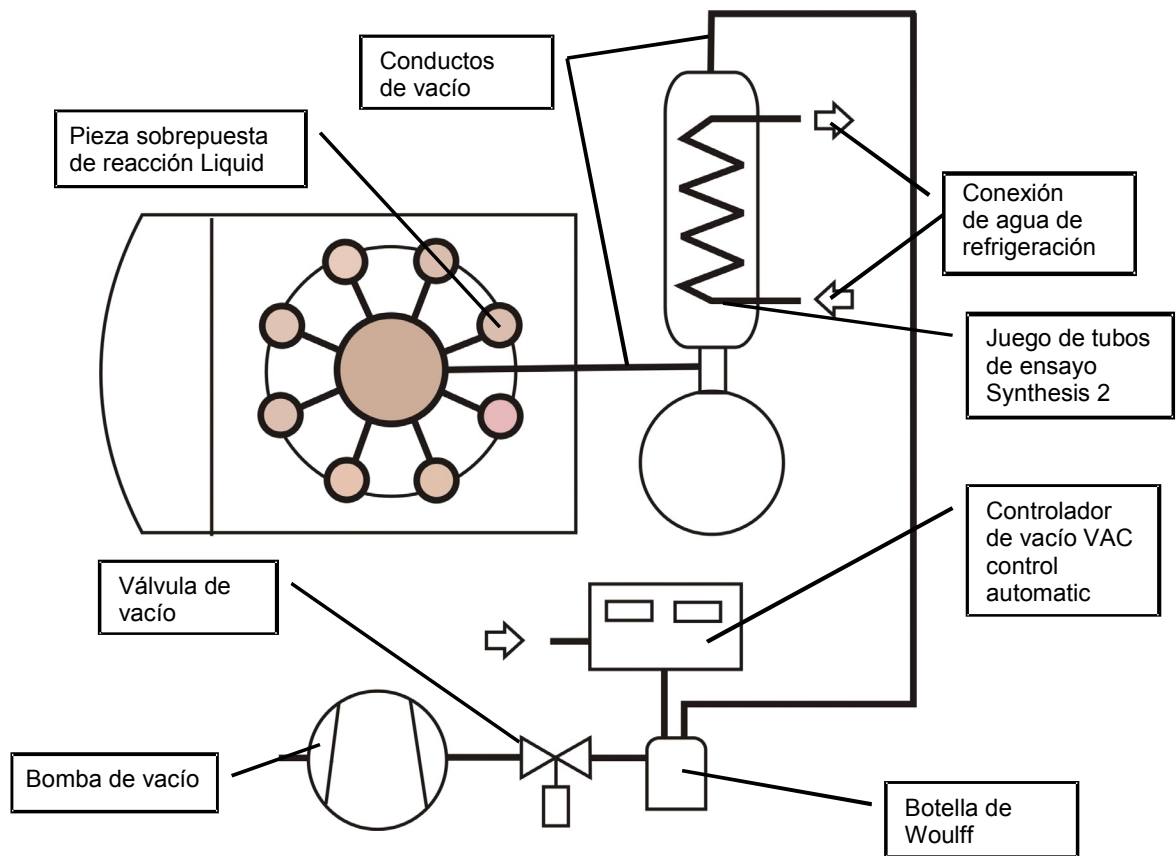 Conductos
de vacío
Pieza sobrepuesta
de reacción Liquid
Conexión
de agua de
refrigeración
Juego de tubos
de ensayo
Synthesis 2
Controlador
de vacío VAC
control
automatic
Válvula de
vacío
Bomba de vacío
Botella de
Woulff